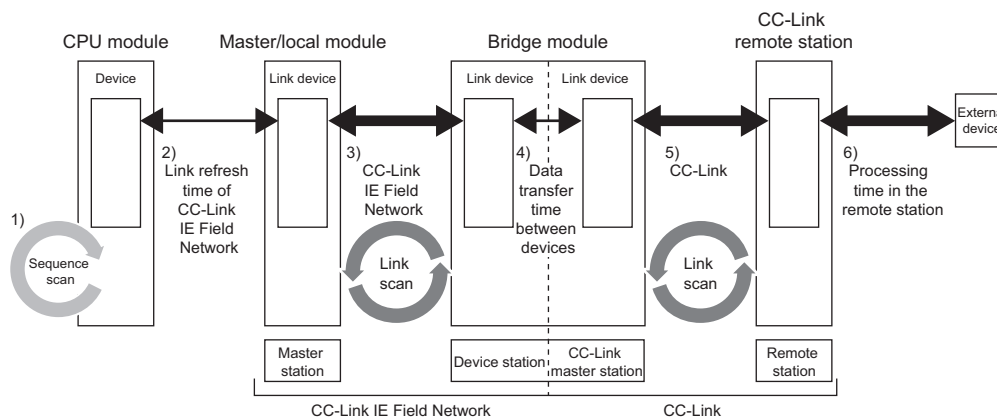 CPU module
Master/local module
Bridge module
CC-Link
remote station
Device
Link device
Link device
Link device
External
device
1)
Sequence
scan
2)
Link refresh
time of
CC-Link
IE Field
Network
3)
CC-Link
IE Field
Network
Link
scan
4)
Data
transfer
time
between
devices
5)
CC-Link
Link
scan
6)
Processing
time in the
remote station
Master
station
Device station
CC-Link
master station
Remote
station
CC-Link IE Field Network
CC-Link